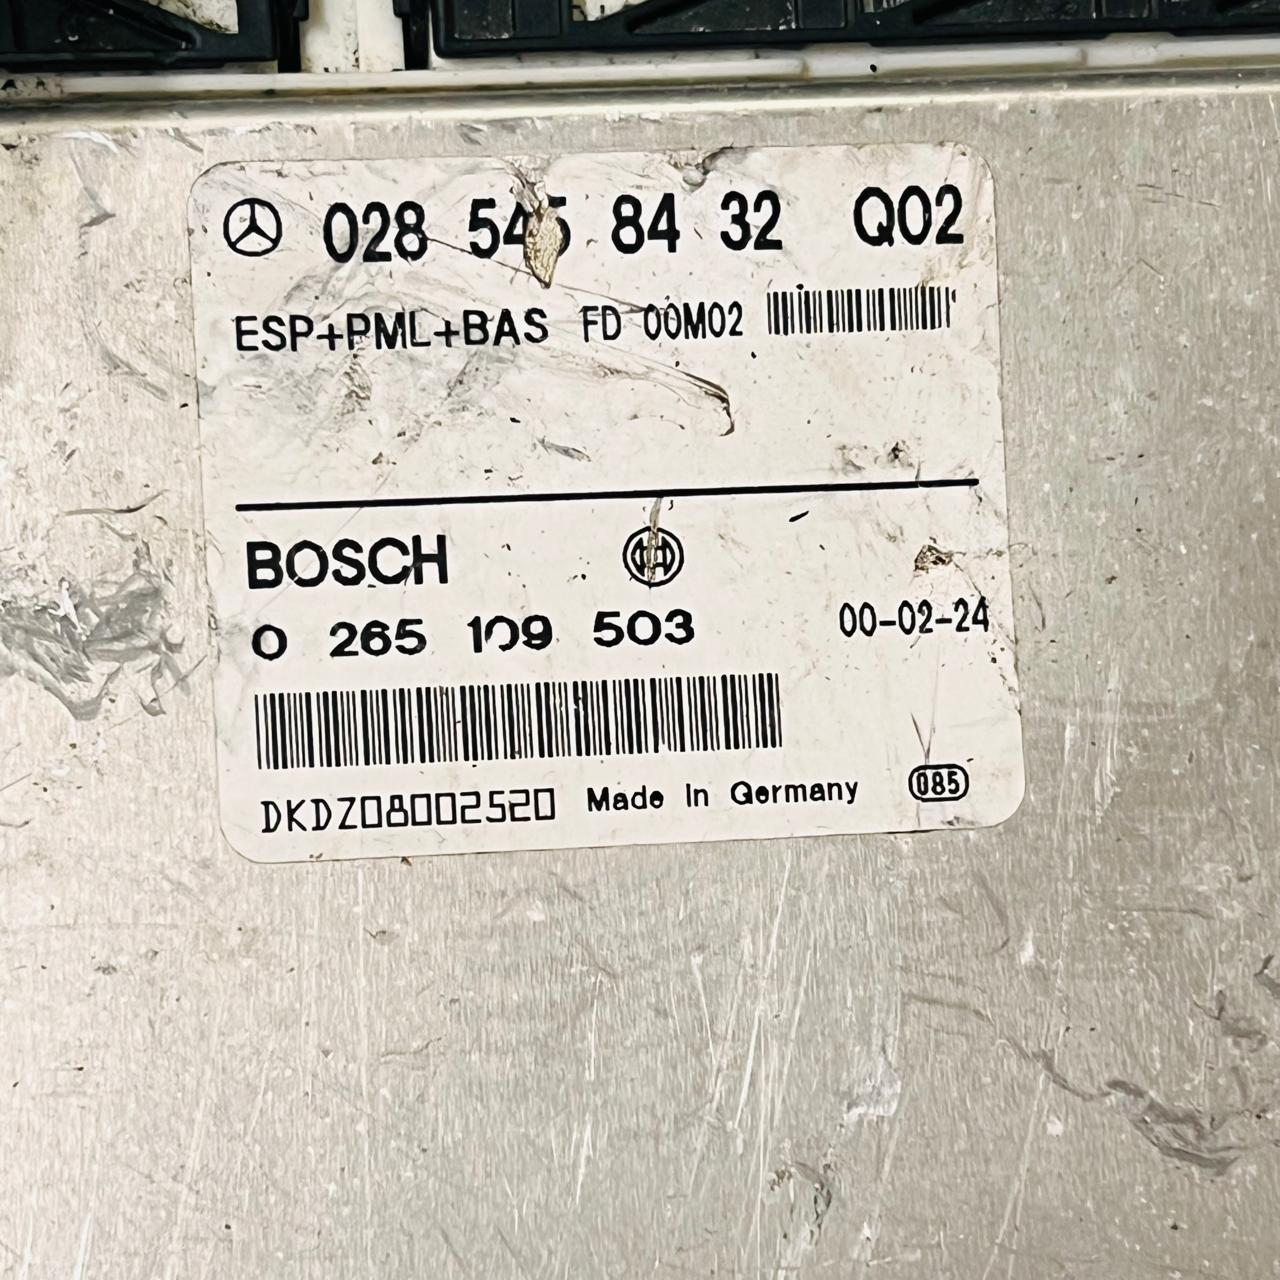 028 545 84 32 Q02
ESP+PML+BAS FD 00M02
BOSCH
0 265 109 503 00-02-24
DKDZ08002520 Made In Germany 085